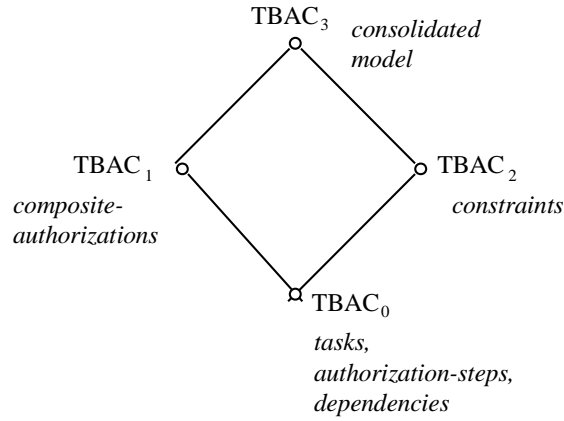 TBAC₃
consolidated
model
TBAC₁
composite-
authorizations
TBAC₂
constraints
TBAC₀
tasks,
authorization-steps,
dependencies